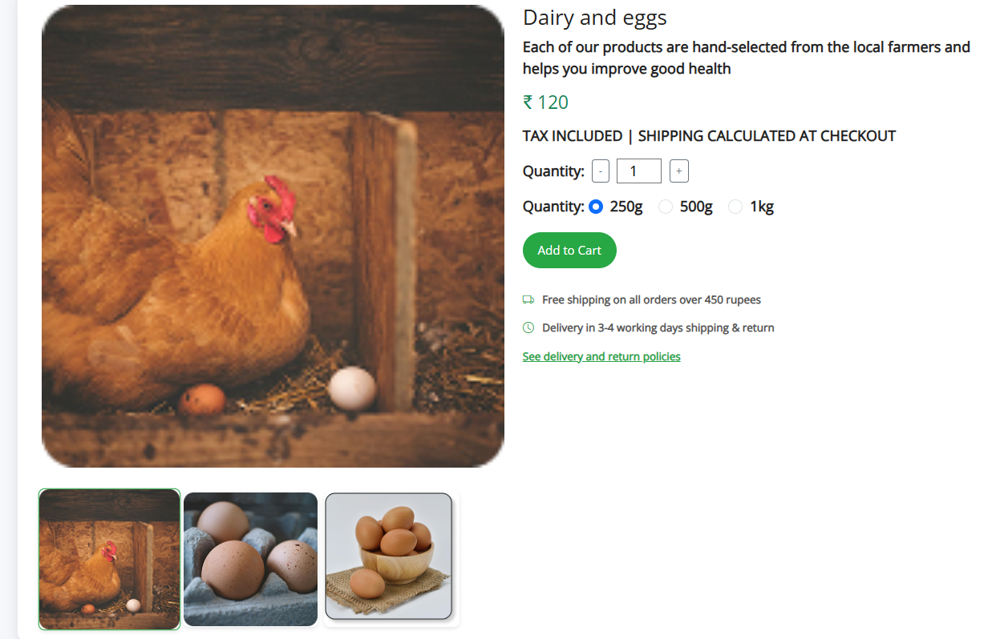 Dairy and eggs
Each of our products are hand-selected from the local farmers and
helps you improve good health
₹ 120
TAX INCLUDED | SHIPPING CALCULATED AT CHECKOUT
Quantity: - 1 +
Quantity: 250g 500g 1kg
Add to Cart
Free shipping on all orders over 450 rupees
Delivery in 3-4 working days shipping & return
See delivery and return policies